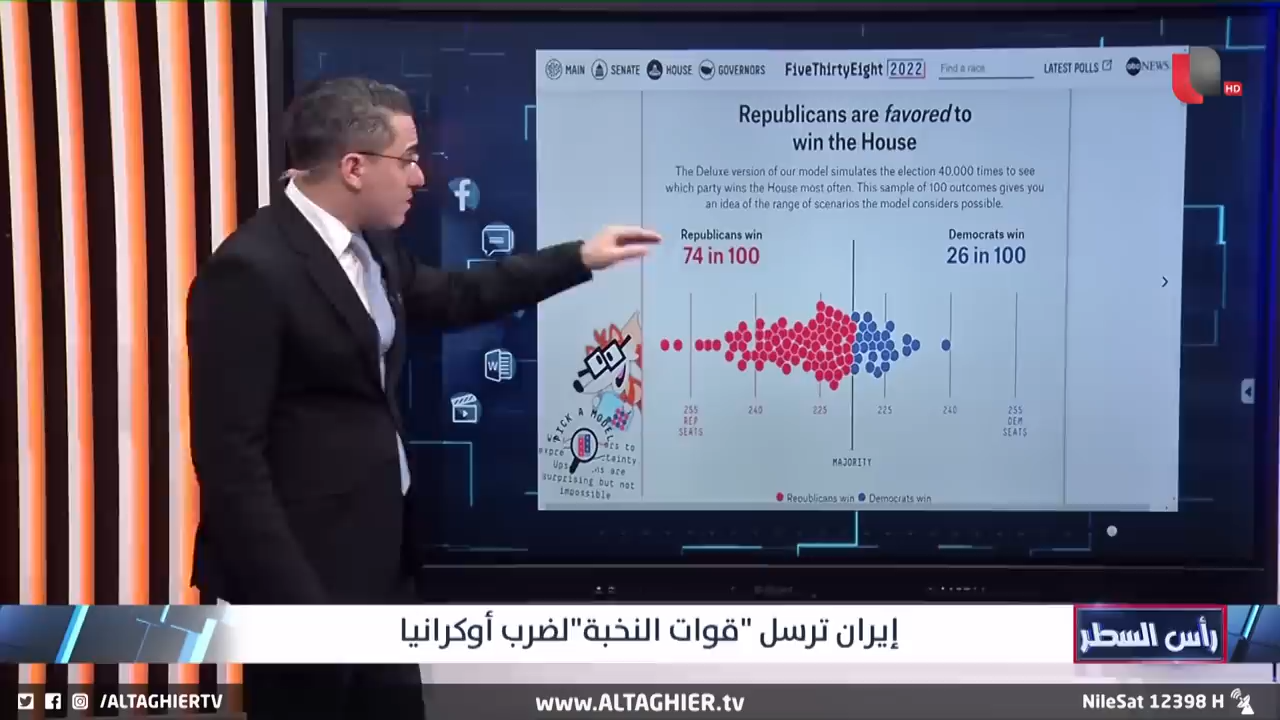 MAIN
SENATE
HOUSE
GOVERNORS
FiveThirtyEight 2022
Find a race
LATEST POLLS
abc NEWS
HD
Republicans are favored to
win the House
The Deluxe version of our model simulates the election 40,000 times to see
which party wins the House most often. This sample of 100 outcomes gives you
an idea of the range of scenarios the model considers possible.
Republicans win
74 in 100
Democrats win
26 in 100
255
REP
SEATS
240
225
225
240
255
DEM
SEATS
MAJORITY
Republicans win
Democrats win
PICK A MODEL
surprising but not
impossible
إيران ترسل "قوات النخبة"لضرب أوكرانيا
رأس السطر
/ALTAGHIERTV
www.ALTAGHIER.tv
NileSat 12398 H